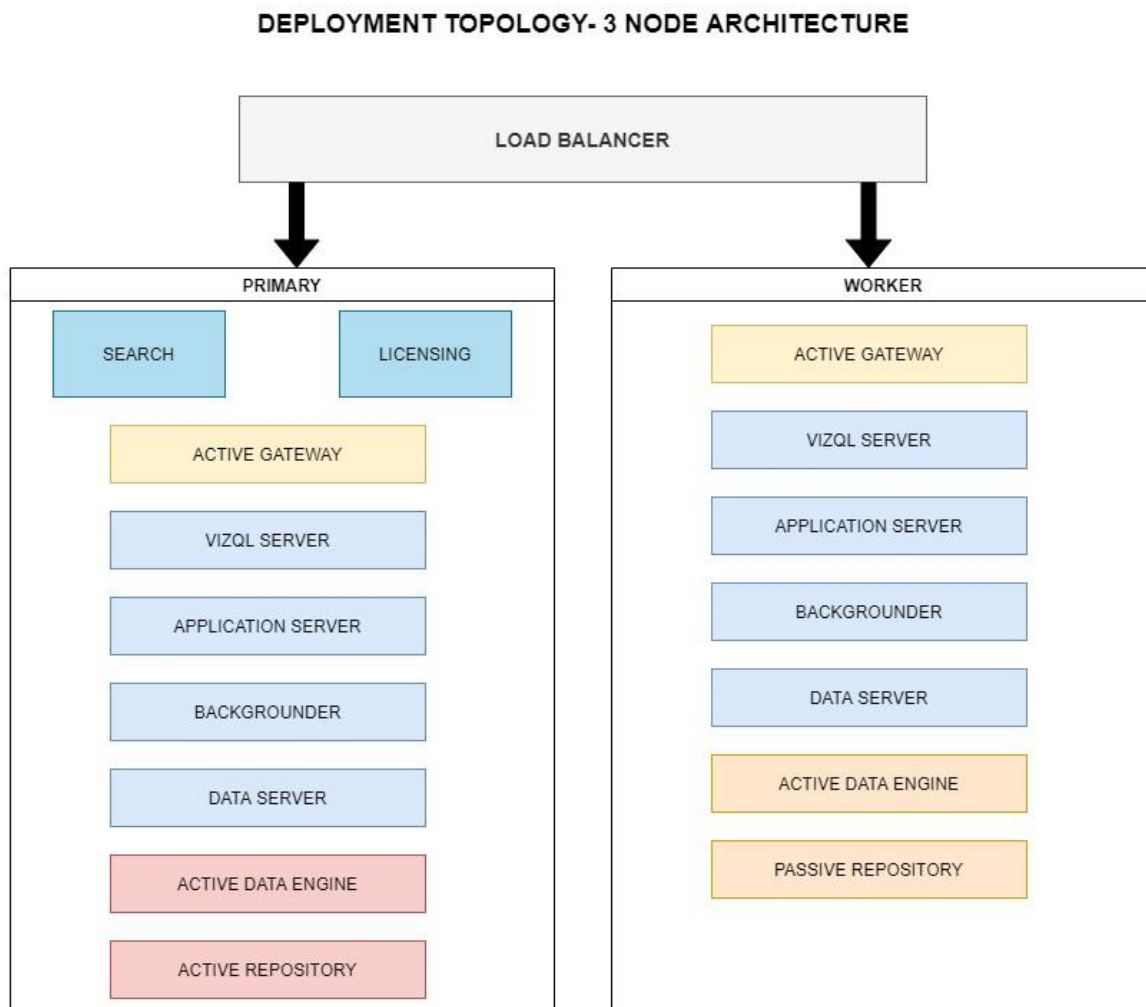 DEPLOYMENT TOPOLOGY- 3 NODE ARCHITECTURE
LOAD BALANCER
PRIMARY
SEARCH
LICENSING
ACTIVE GATEWAY
VIZQL SERVER
APPLICATION SERVER
BACKGROUNDER
DATA SERVER
ACTIVE DATA ENGINE
ACTIVE REPOSITORY
WORKER
ACTIVE GATEWAY
VIZQL SERVER
APPLICATION SERVER
BACKGROUNDER
DATA SERVER
ACTIVE DATA ENGINE
PASSIVE REPOSITORY